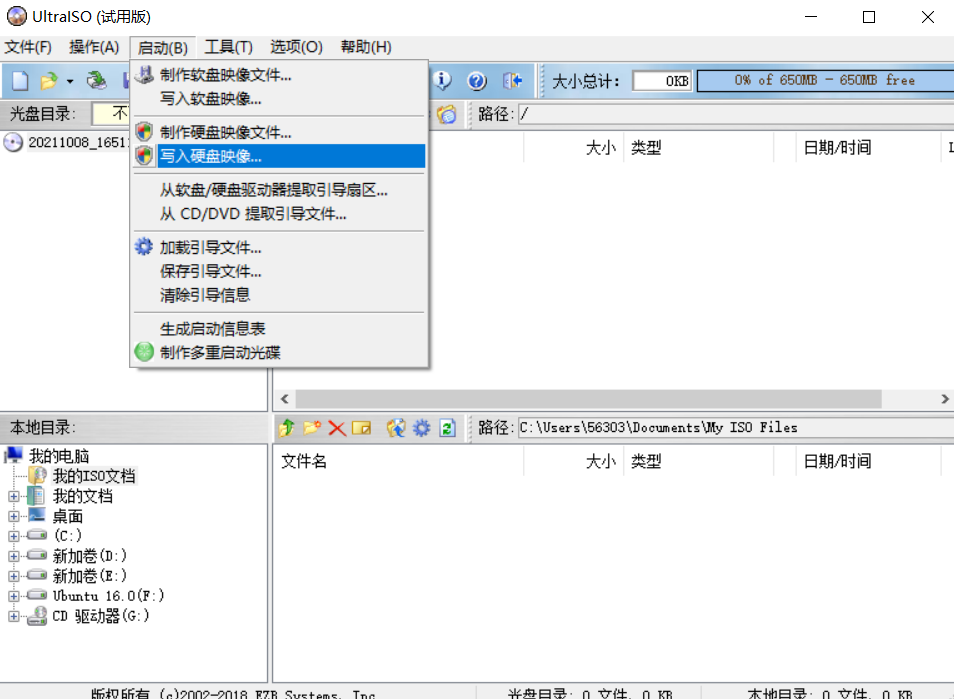 UltraISO (试用版)
文件(F) 操作(A) 启动(B) 工具(T) 选项(O) 帮助(H)
制作软盘映像文件...
写入软盘映像...
制作硬盘映像文件...
写入硬盘映像...
从软盘/硬盘驱动器提取引导扇区...
从 CD/DVD 提取引导文件...
加载引导文件...
保存引导文件...
清除引导信息
生成启动信息表
制作多重启动光碟
大小总计: 0KB 0% of 650MB - 650MB free
光盘目录: 不 路径: /
20211008_1651
大小 类型 日期/时间 L
本地目录: 路径: C:\Users\56303\Documents\My ISO Files
文件名 大小 类型 日期/时间
我的电脑
我的ISO文档
我的文档
桌面
(C:)
新加卷(D:)
新加卷(E:)
Ubuntu 16.0(F:)
CD 驱动器(G:)
版权所有 (c)2002-2018 EZB Systems, Inc 光盘目录: 0 文件, 0 KB 本地目录: 0 文件, 0 KB